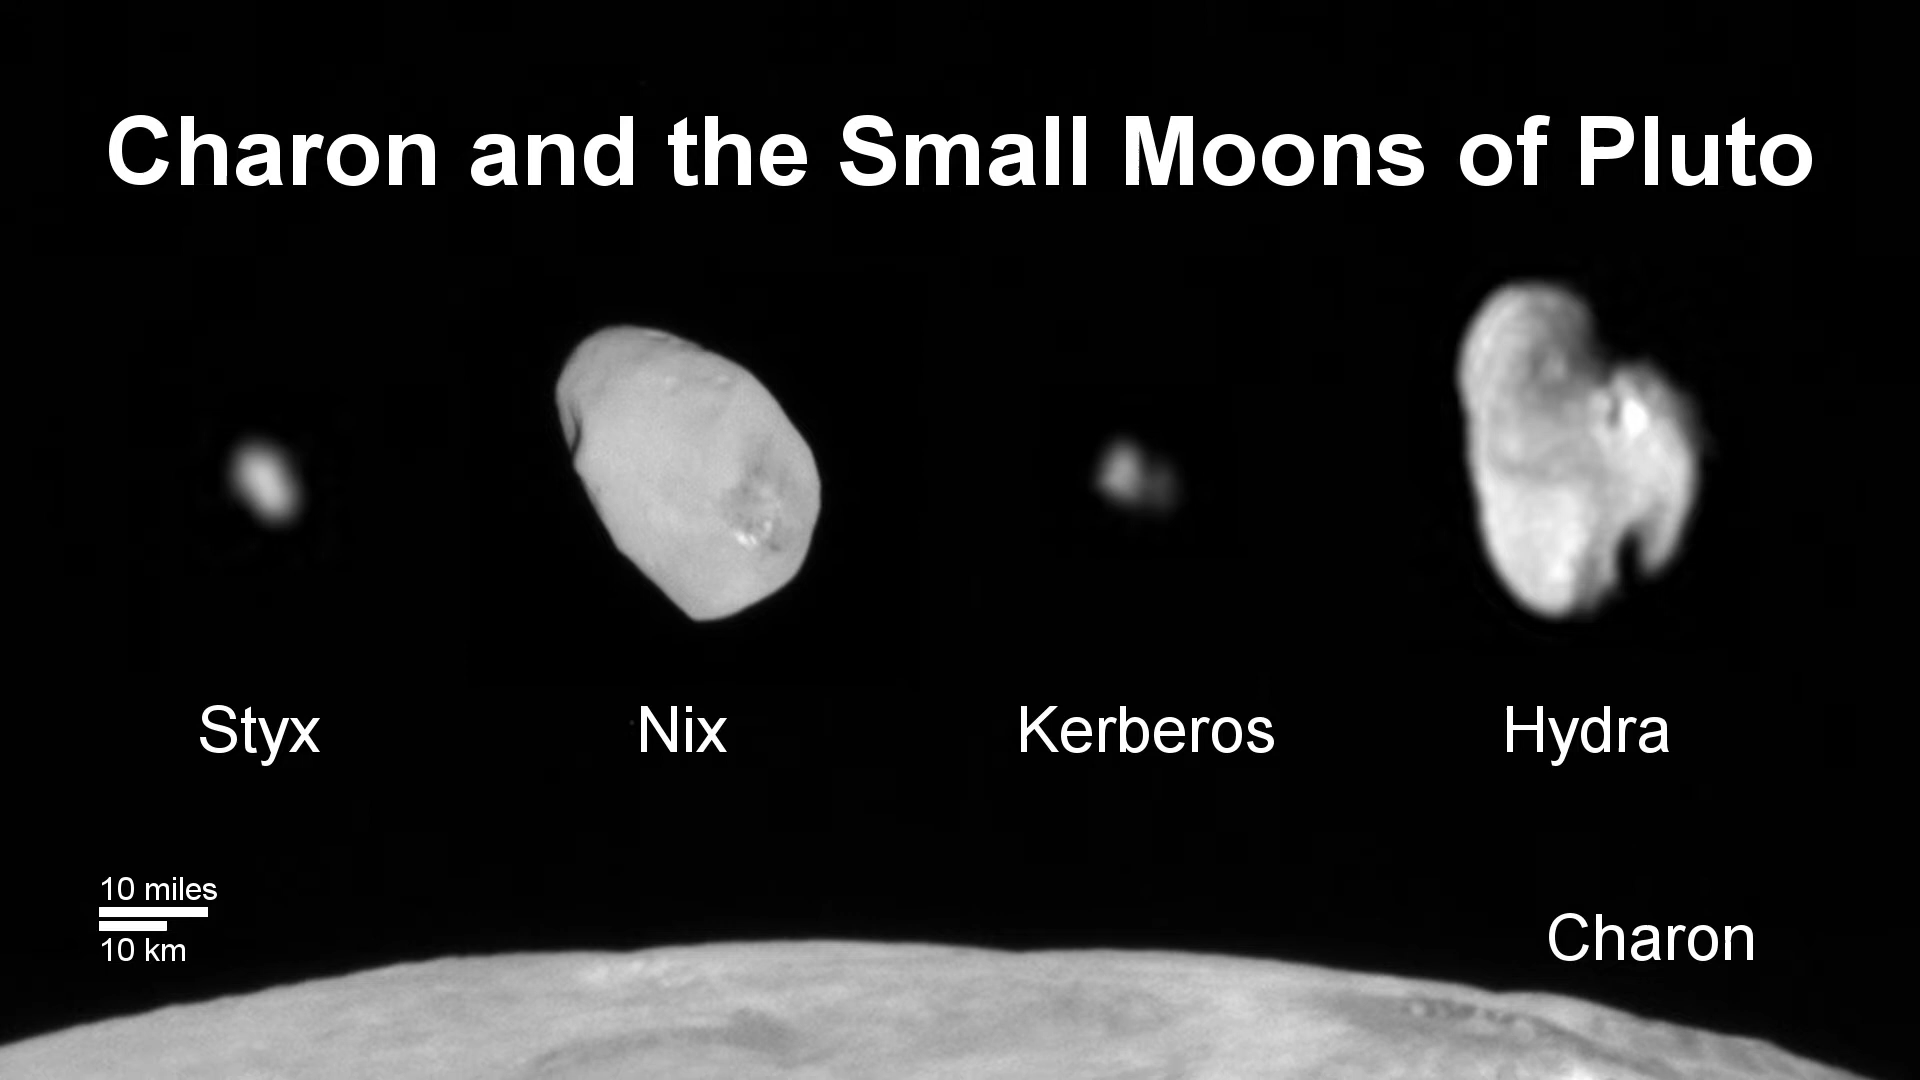 Charon and the Small Moons of Pluto
Styx
Nix
Kerberos
Hydra
10 miles
10 km
Charon